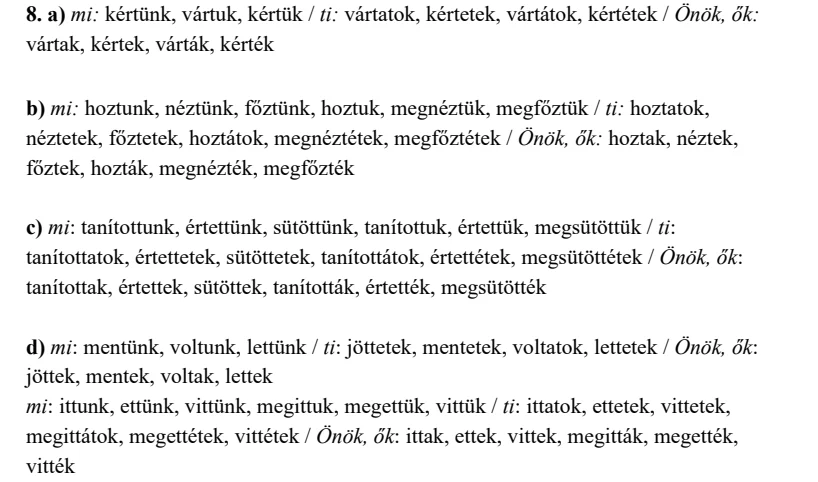 8. a) mi: kértünk, vártuk, kértük / ti: vártatok, kértetek, vártátok, kértétek / Önök, ők:
vártak, kértek, várták, kérték
b) mi: hoztunk, néztünk, főztünk, hoztuk, megnéztük, megfőztük / ti: hoztatok,
néztetek, főztetek, hoztátok, megnéztétek, megfőztétek / Önök, ők: hoztak, néztek,
főztek, hozták, megnézték, megfőzték
c) mi: tanítottunk, értettünk, sütöttünk, tanítottuk, értettük, megsütöttük / ti:
tanítottatok, értettetek, sütöttetek, tanítottátok, értettétek, megsütöttétek / Önök, ők:
tanítottak, értettek, sütöttek, tanították, értették, megsütötték
d) mi: mentünk, voltunk, lettünk / ti: jöttetek, mentetek, voltatok, lettetek / Önök, ők:
jöttek, mentek, voltak, lettek
mi: ittunk, ettünk, vittünk, megittuk, megettük, vittük / ti: ittatok, ettetek, vittetek,
megittátok, megettétek, vittétek / Önök, ők: ittak, ettek, vittek, megitták, megették,
vitték